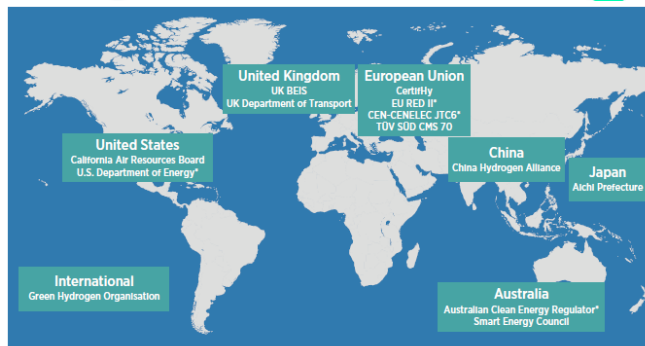 United Kingdom
UK BEIS
UK Department of Transport
European Union
CertifHy
EU RED II*
CEN-CENELEC JTC6*
TÜV SÜD CMS 70
United States
California Air Resources Board
U.S. Department of Energy*
China
China Hydrogen Alliance
Japan
Aichi Prefecture
International
Green Hydrogen Organisation
Australia
Australian Clean Energy Regulator*
Smart Energy Council